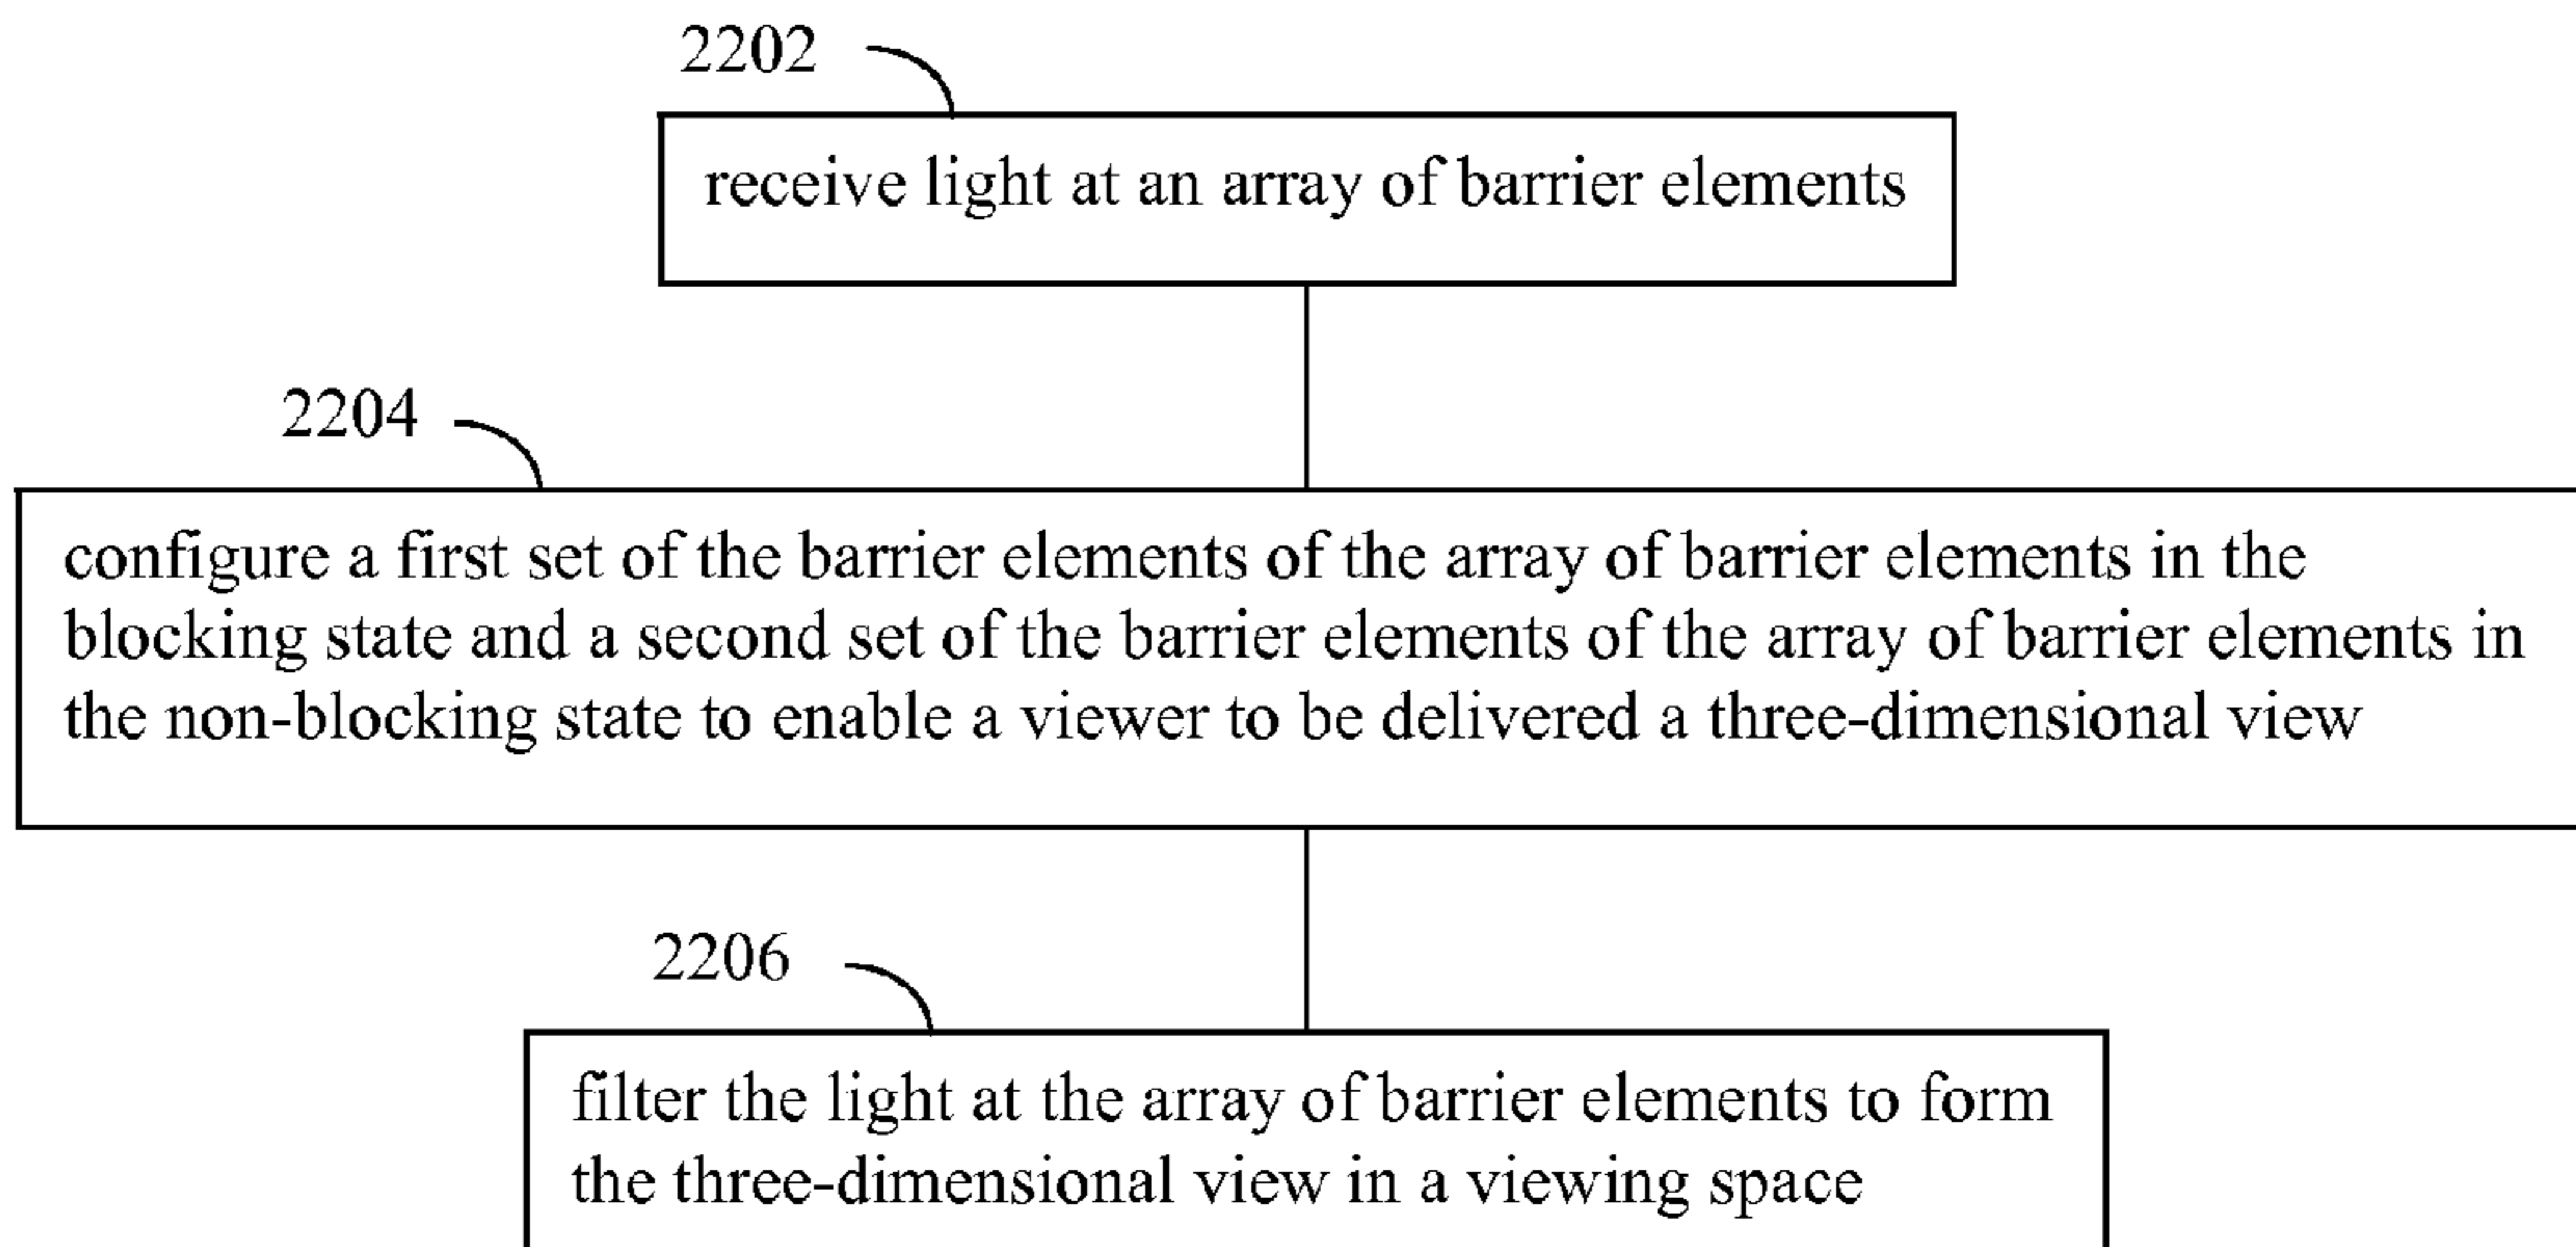 2202
receive light at an array of barrier elements
2204
configure a first set of the barrier elements of the array of barrier elements in the
blocking state and a second set of the barrier elements of the array of barrier elements in
the non-blocking state to enable a viewer to be delivered a three-dimensional view
2206
filter the light at the array of barrier elements to form
the three-dimensional view in a viewing space